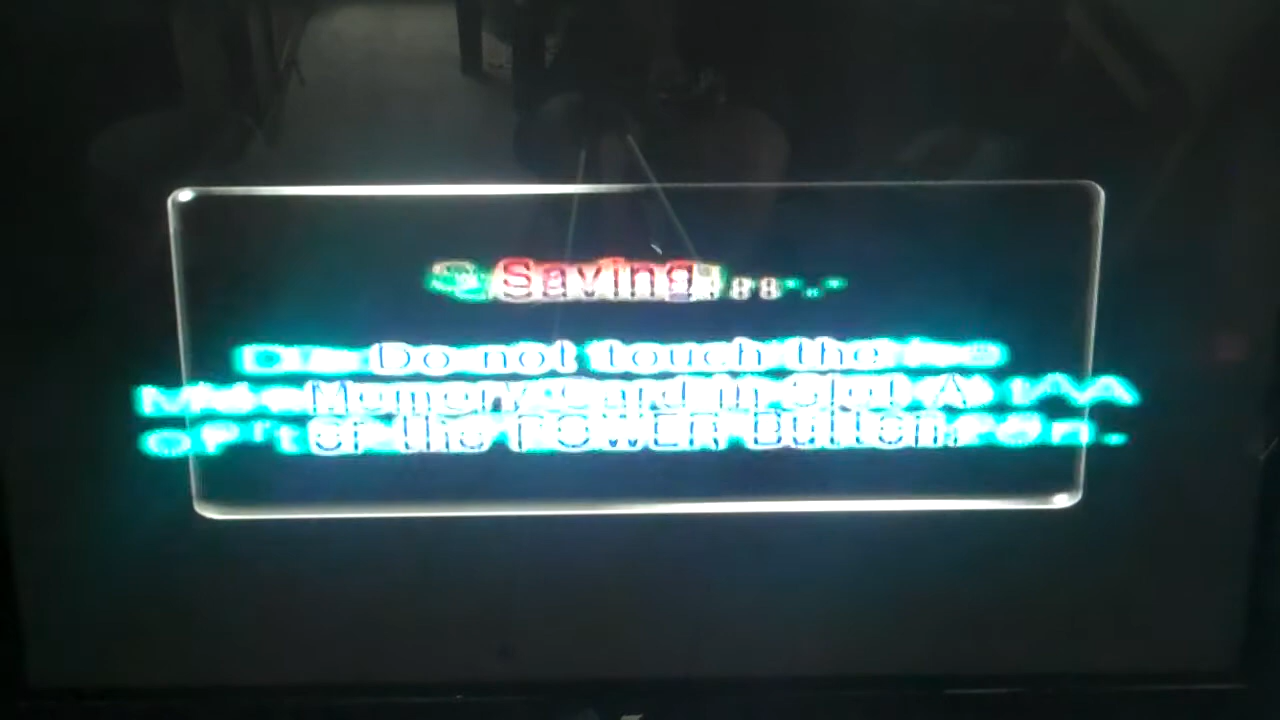 Saving...
Do not touch the
Memory Card in Slot A
or the POWER Button.